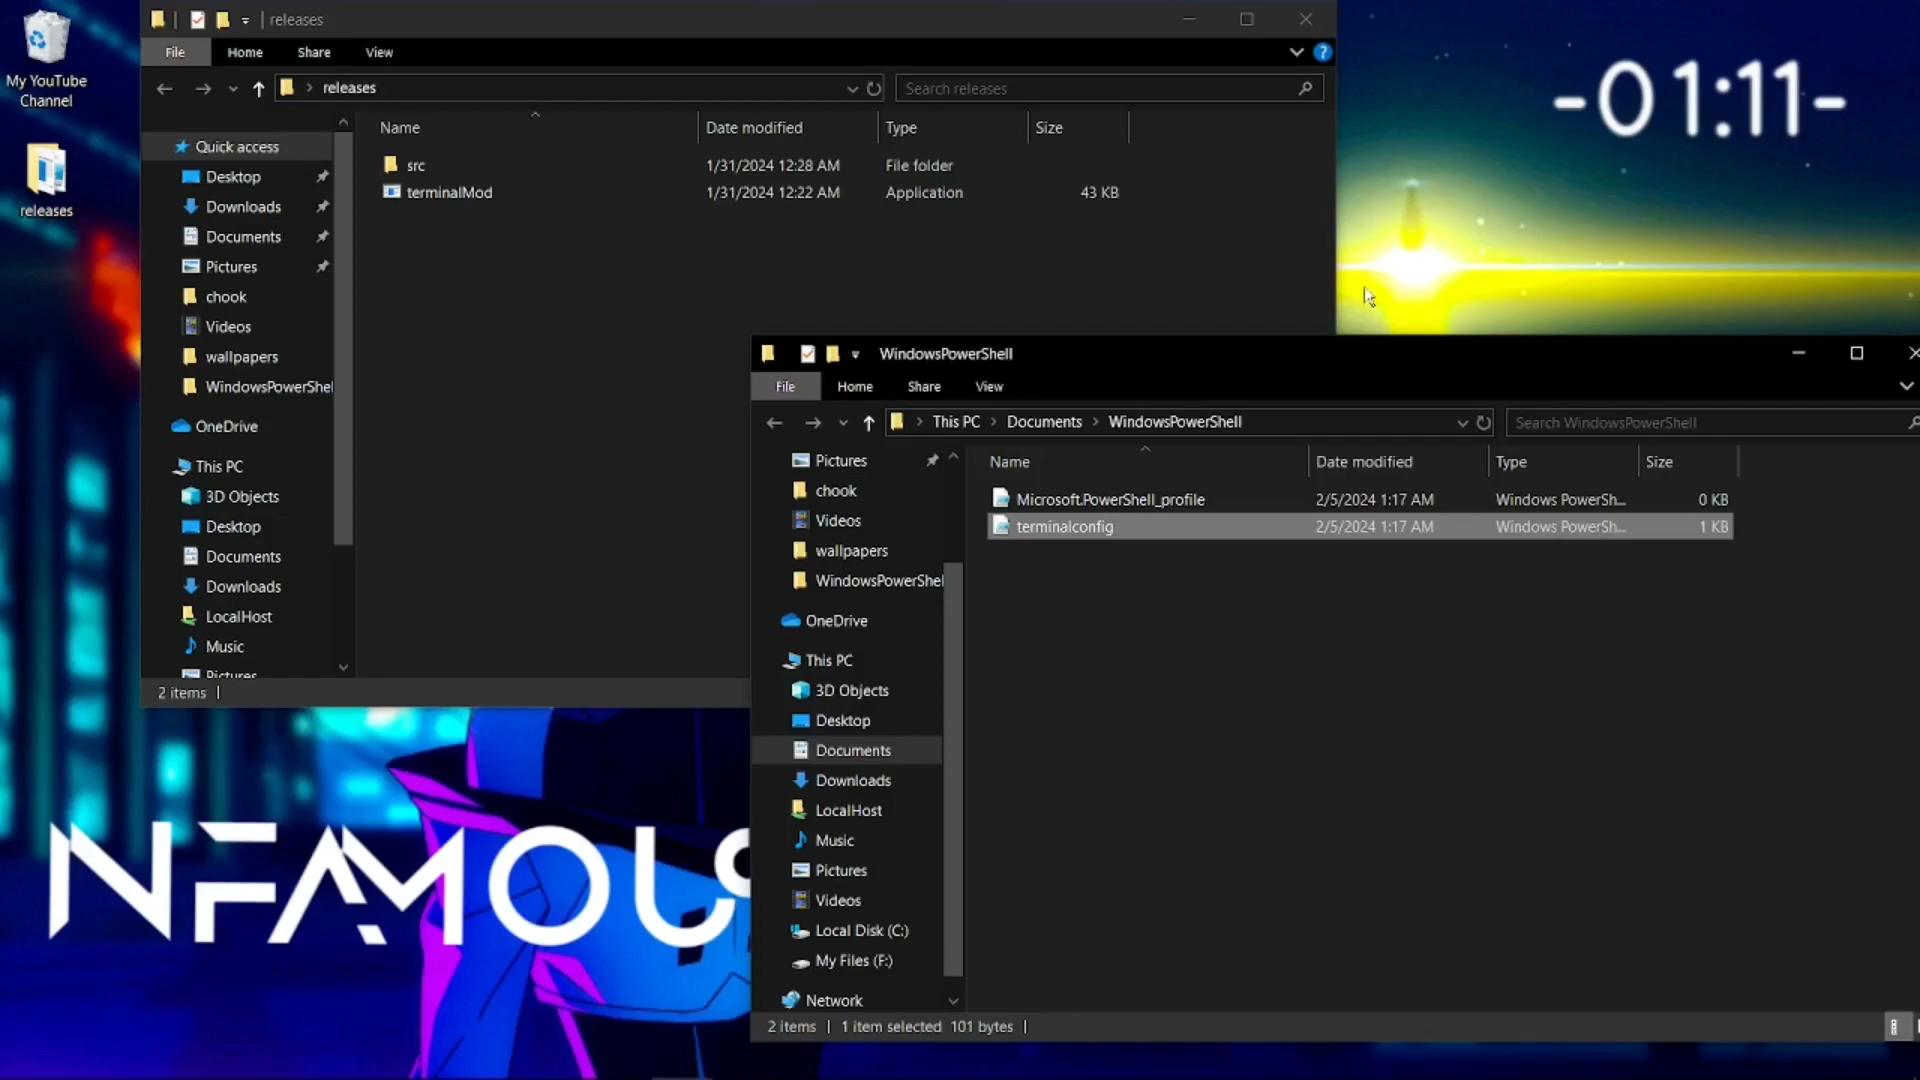 My YouTube
Channel
releases
releases
File
Home
Share
View
releases
Search releases
Name
Date modified
Type
Size
src
1/31/2024 12:28 AM
File folder
terminalMod
1/31/2024 12:22 AM
Application
43 KB
Quick access
Desktop
Downloads
Documents
Pictures
chook
Videos
wallpapers
WindowsPowerShel
OneDrive
This PC
3D Objects
Desktop
Documents
Downloads
LocalHost
Music
Pictures
2 items
-01:11-
WindowsPowerShell
File
Home
Share
View
This PC
Documents
WindowsPowerShell
Search WindowsPowerShell
Name
Date modified
Type
Size
Microsoft.PowerShell_profile
2/5/2024 1:17 AM
Windows PowerSh...
0 KB
terminalconfig
2/5/2024 1:17 AM
Windows PowerSh...
1 KB
Pictures
chook
Videos
wallpapers
WindowsPowerShel
OneDrive
This PC
3D Objects
Desktop
Documents
Downloads
LocalHost
Music
Pictures
Videos
Local Disk (C:)
My Files (F:)
Network
2 items
1 item selected 101 bytes
NFAMOUS